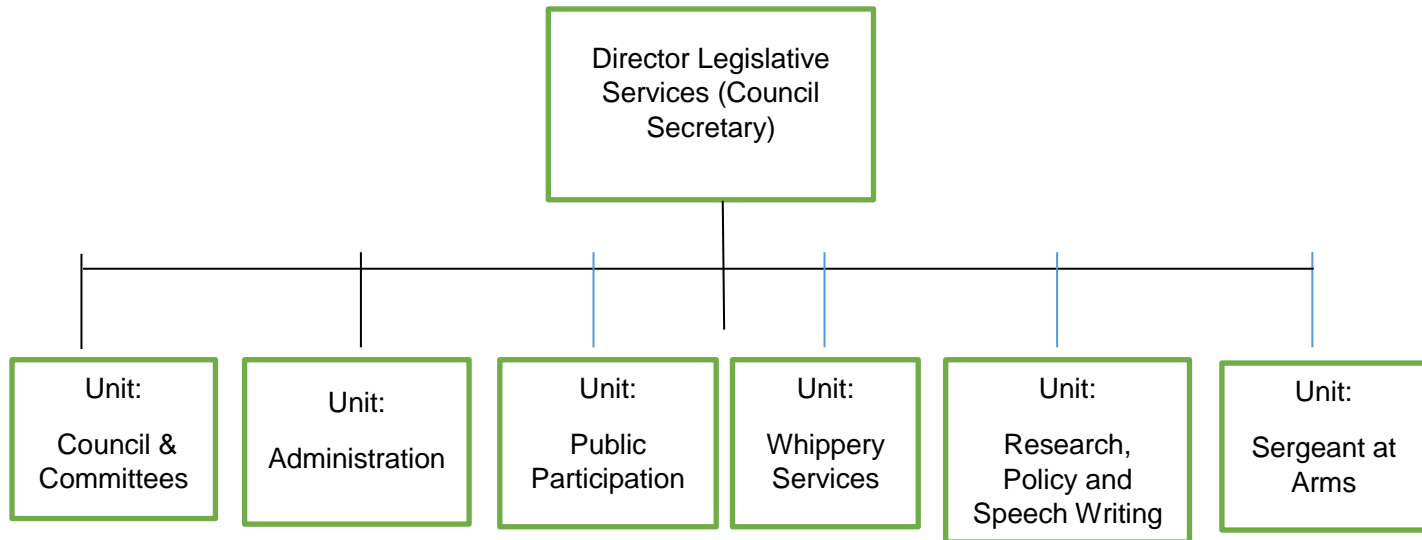 Director Legislative
Services (Council
Secretary)
Unit:
Council &
Committees
Unit:
Administration
Unit:
Public
Participation
Unit:
Whippery
Services
Unit:
Research,
Policy and
Speech Writing
Unit:
Sergeant at
Arms